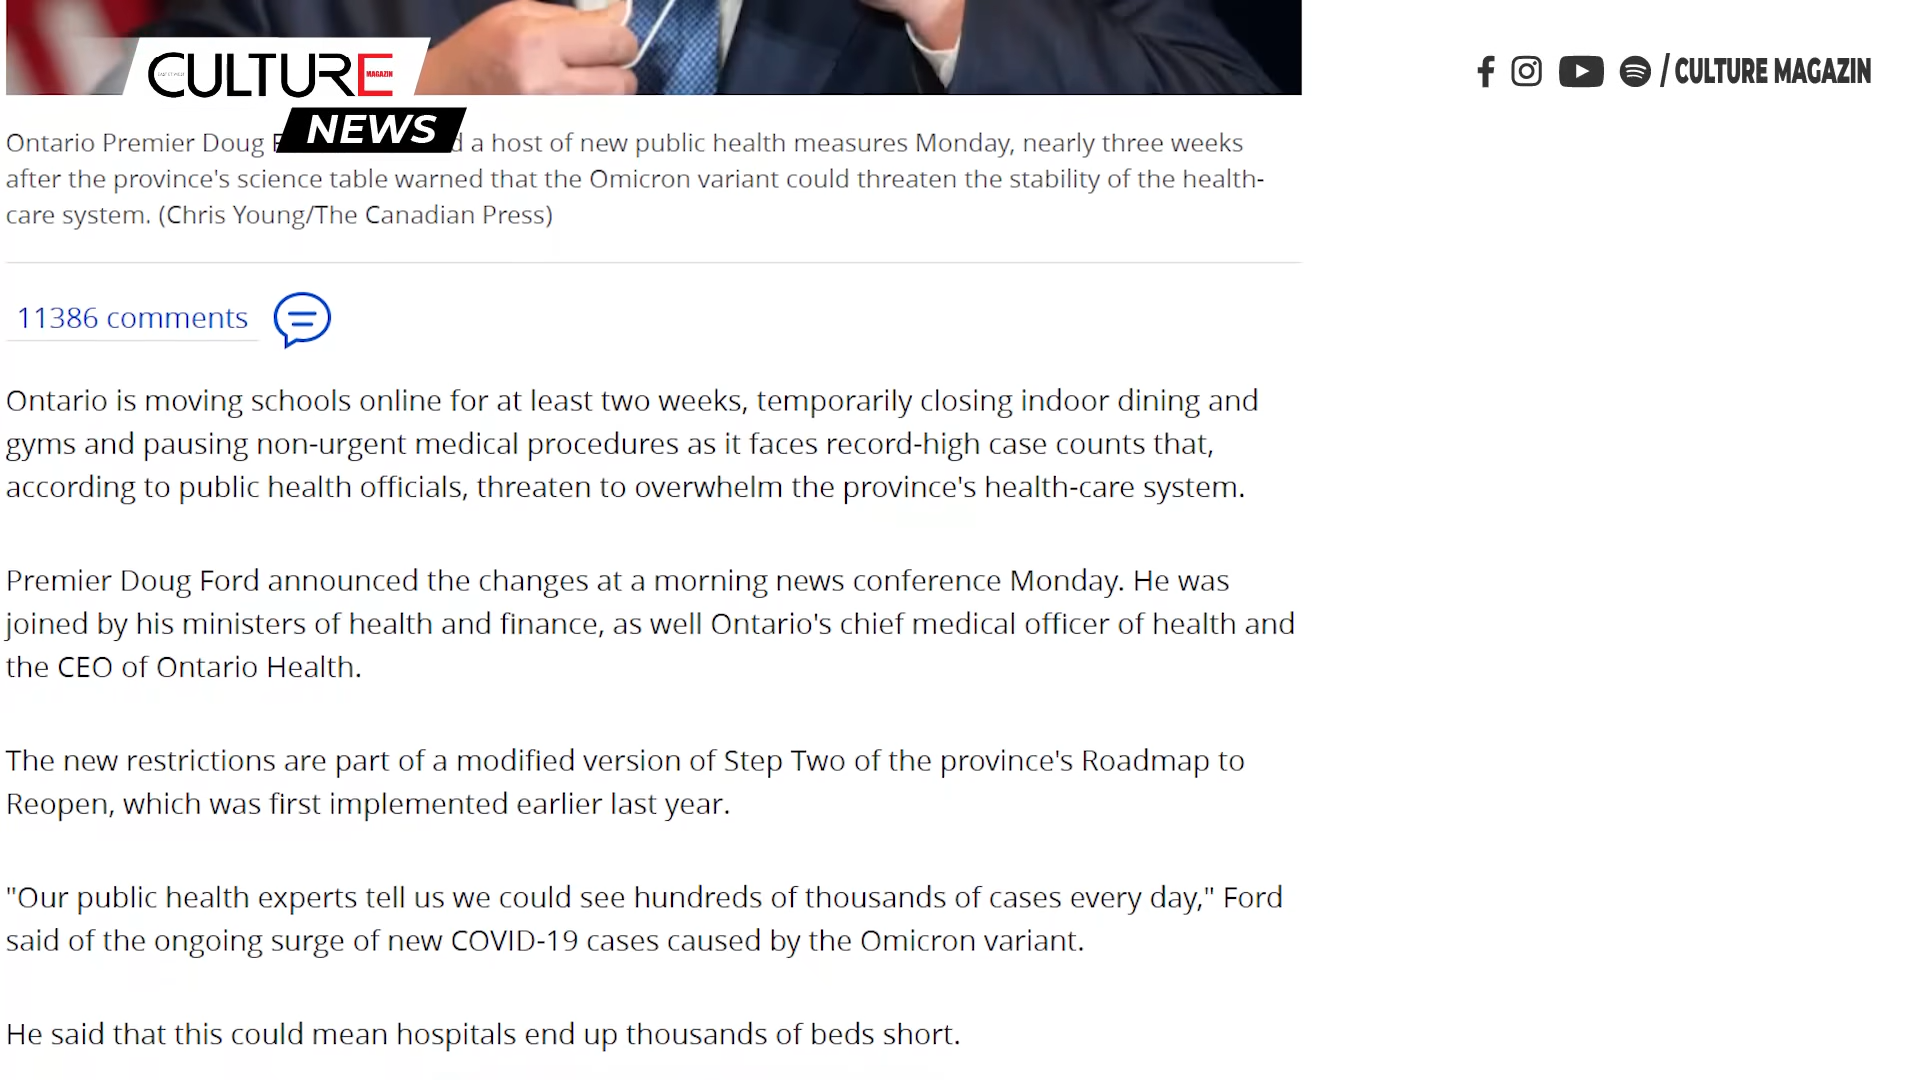 CULTURE
MAGAZIN
NEWS
/ CULTURE MAGAZIN
Ontario Premier Doug a host of new public health measures Monday, nearly three weeks
after the province's science table warned that the Omicron variant could threaten the stability of the health-
care system. (Chris Young/The Canadian Press)
11386 comments
Ontario is moving schools online for at least two weeks, temporarily closing indoor dining and
gyms and pausing non-urgent medical procedures as it faces record-high case counts that,
according to public health officials, threaten to overwhelm the province's health-care system.
Premier Doug Ford announced the changes at a morning news conference Monday. He was
joined by his ministers of health and finance, as well Ontario's chief medical officer of health and
the CEO of Ontario Health.
The new restrictions are part of a modified version of Step Two of the province's Roadmap to
Reopen, which was first implemented earlier last year.
"Our public health experts tell us we could see hundreds of thousands of cases every day," Ford
said of the ongoing surge of new COVID-19 cases caused by the Omicron variant.
He said that this could mean hospitals end up thousands of beds short.